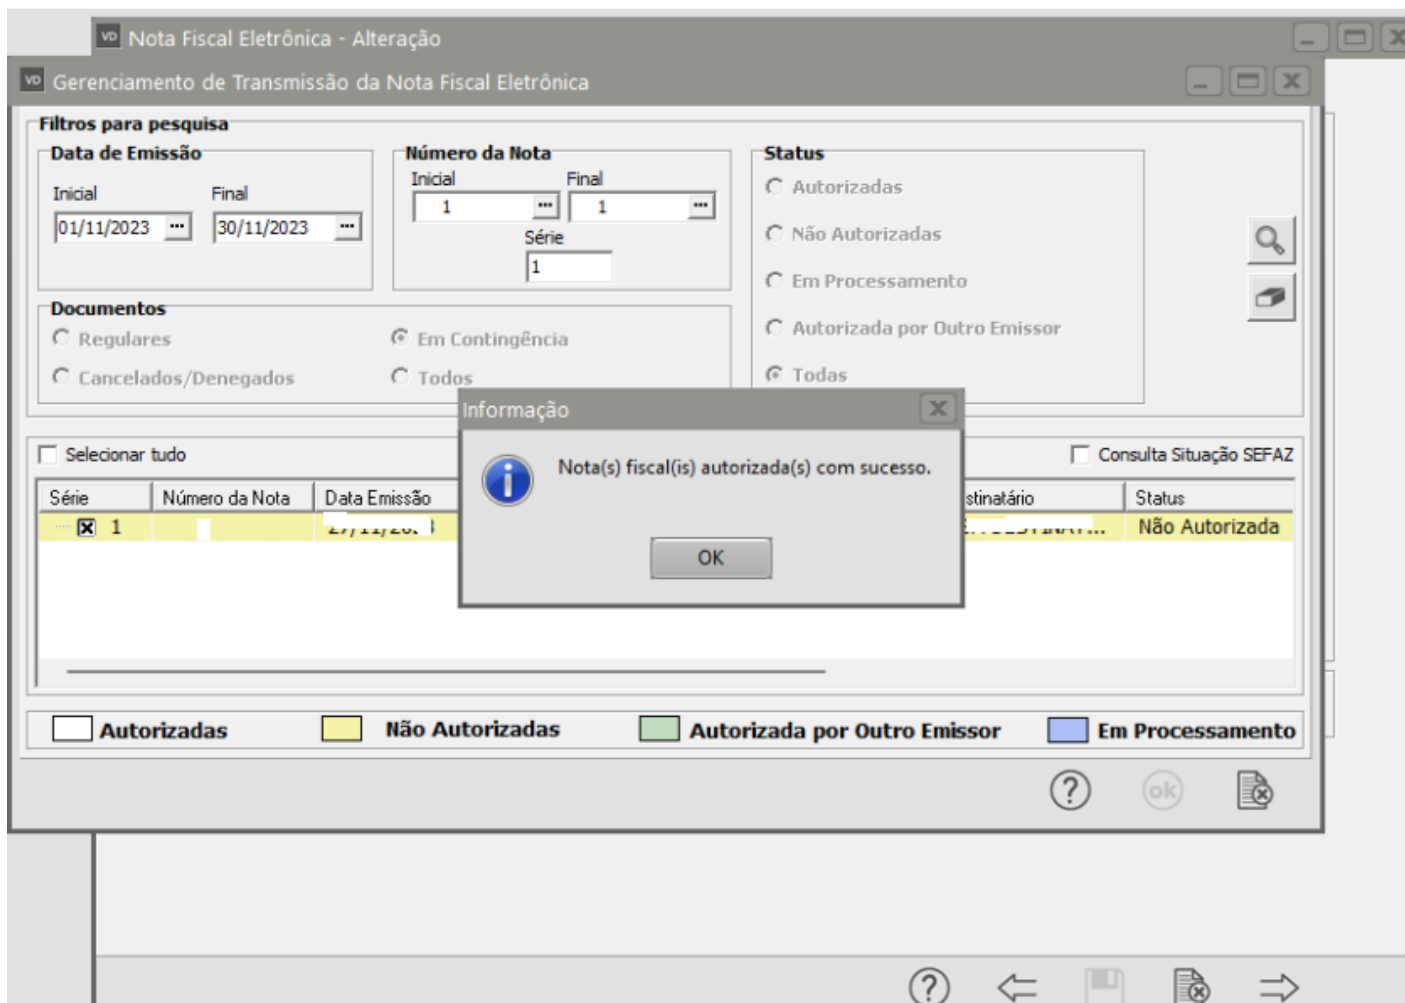 VD Nota Fiscal Eletrônica - Alteração
VD Gerenciamento de Transmissão da Nota Fiscal Eletrônica
Filtros para pesquisa
Data de Emissão
Inicial Final
01/11/2023 ... 30/11/2023 ...
Número da Nota
Inicial Final
1 ... 1 ...
Série
1
Status
Autorizadas
Não Autorizadas
Em Processamento
Autorizada por Outro Emissor
Todas
Documentos
Regulares Em Contingência
Cancelados/Denegados Todos
Informação
Nota(s) fiscal(is) autorizada(s) com sucesso.
OK
Selecionar tudo Consulta Situação SEFAZ
Série Número da Nota Data Emissão stinatário Status
1 Não Autorizada
Autorizadas Não Autorizadas Autorizada por Outro Emissor Em Processamento
? ok
?